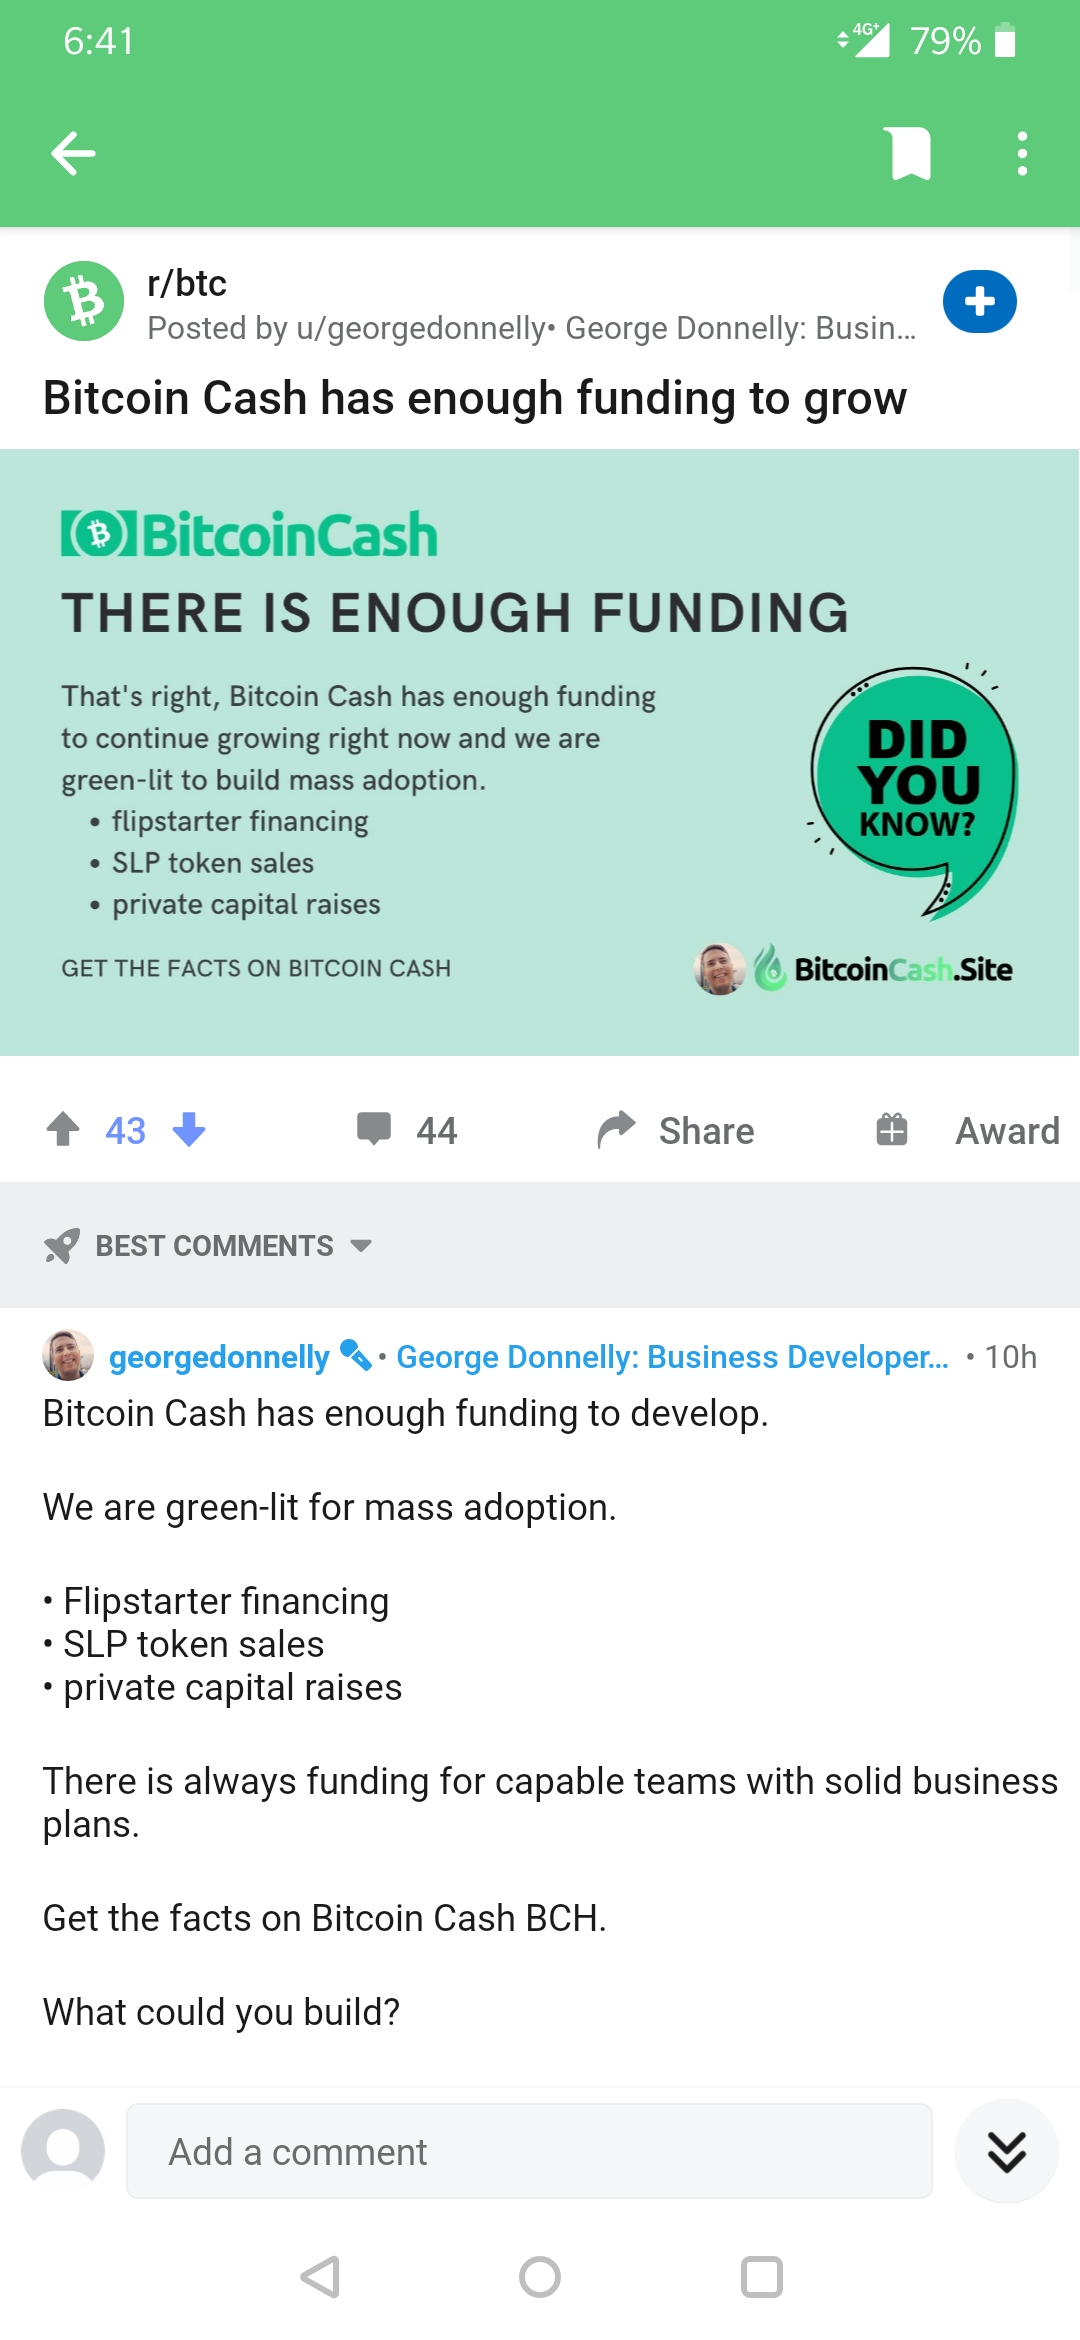 6:41
4G+ 79%
r/btc
Posted by u/georgedonnelly• George Donnelly: Busin...
Bitcoin Cash has enough funding to grow
BitcoinCash
THERE IS ENOUGH FUNDING
That's right, Bitcoin Cash has enough funding
to continue growing right now and we are
green-lit to build mass adoption.
• flipstarter financing
• SLP token sales
• private capital raises
DID
YOU
KNOW?
GET THE FACTS ON BITCOIN CASH
BitcoinCash.Site
43
44
Share
Award
BEST COMMENTS
georgedonnelly • George Donnelly: Business Developer... • 10h
Bitcoin Cash has enough funding to develop.
We are green-lit for mass adoption.
• Flipstarter financing
• SLP token sales
• private capital raises
There is always funding for capable teams with solid business
plans.
Get the facts on Bitcoin Cash BCH.
What could you build?
Add a comment